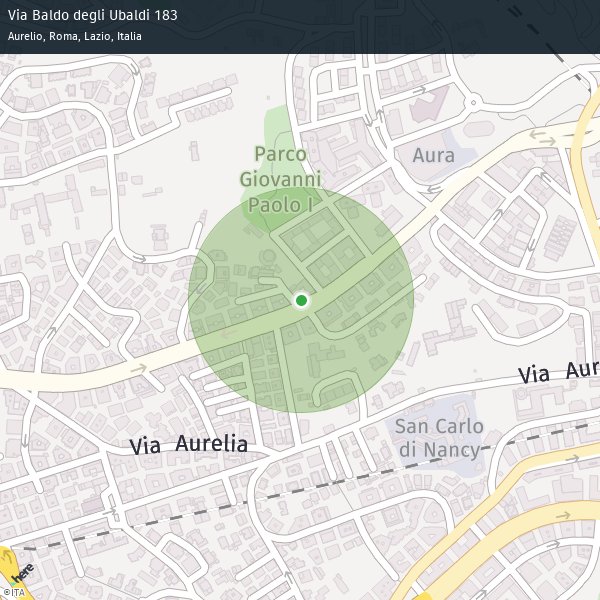 Via Baldo degli Ubaldi 183
Aurelio, Roma, Lazio, Italia
Parco
Giovanni
Paolo I
Aura
Via Aur
San Carlo
di Nancy
Via Aurelia
here
©ITA